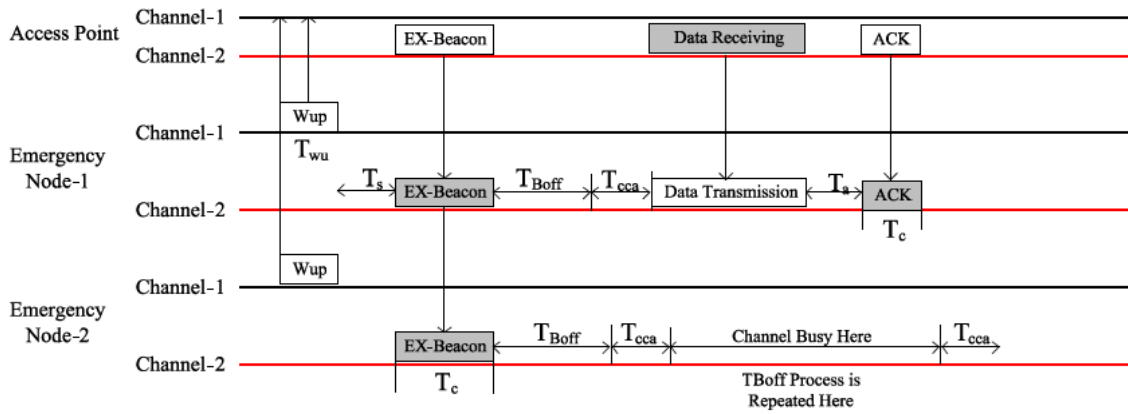 Channel-1
Access Point
EX-Beacon
Data Receiving
ACK
Channel-2
Wup
Channel-1
Twu
Emergency
Node-1
Ts
EX-Beacon
TBoff
Tcca
Data Transmission
Ta
ACK
Channel-2
Tc
Wup
Channel-1
Emergency
Node-2
EX-Beacon
TBoff
Tcca
Channel Busy Here
Tcca
Channel-2
Tc
TBoff Process is
Repeated Here